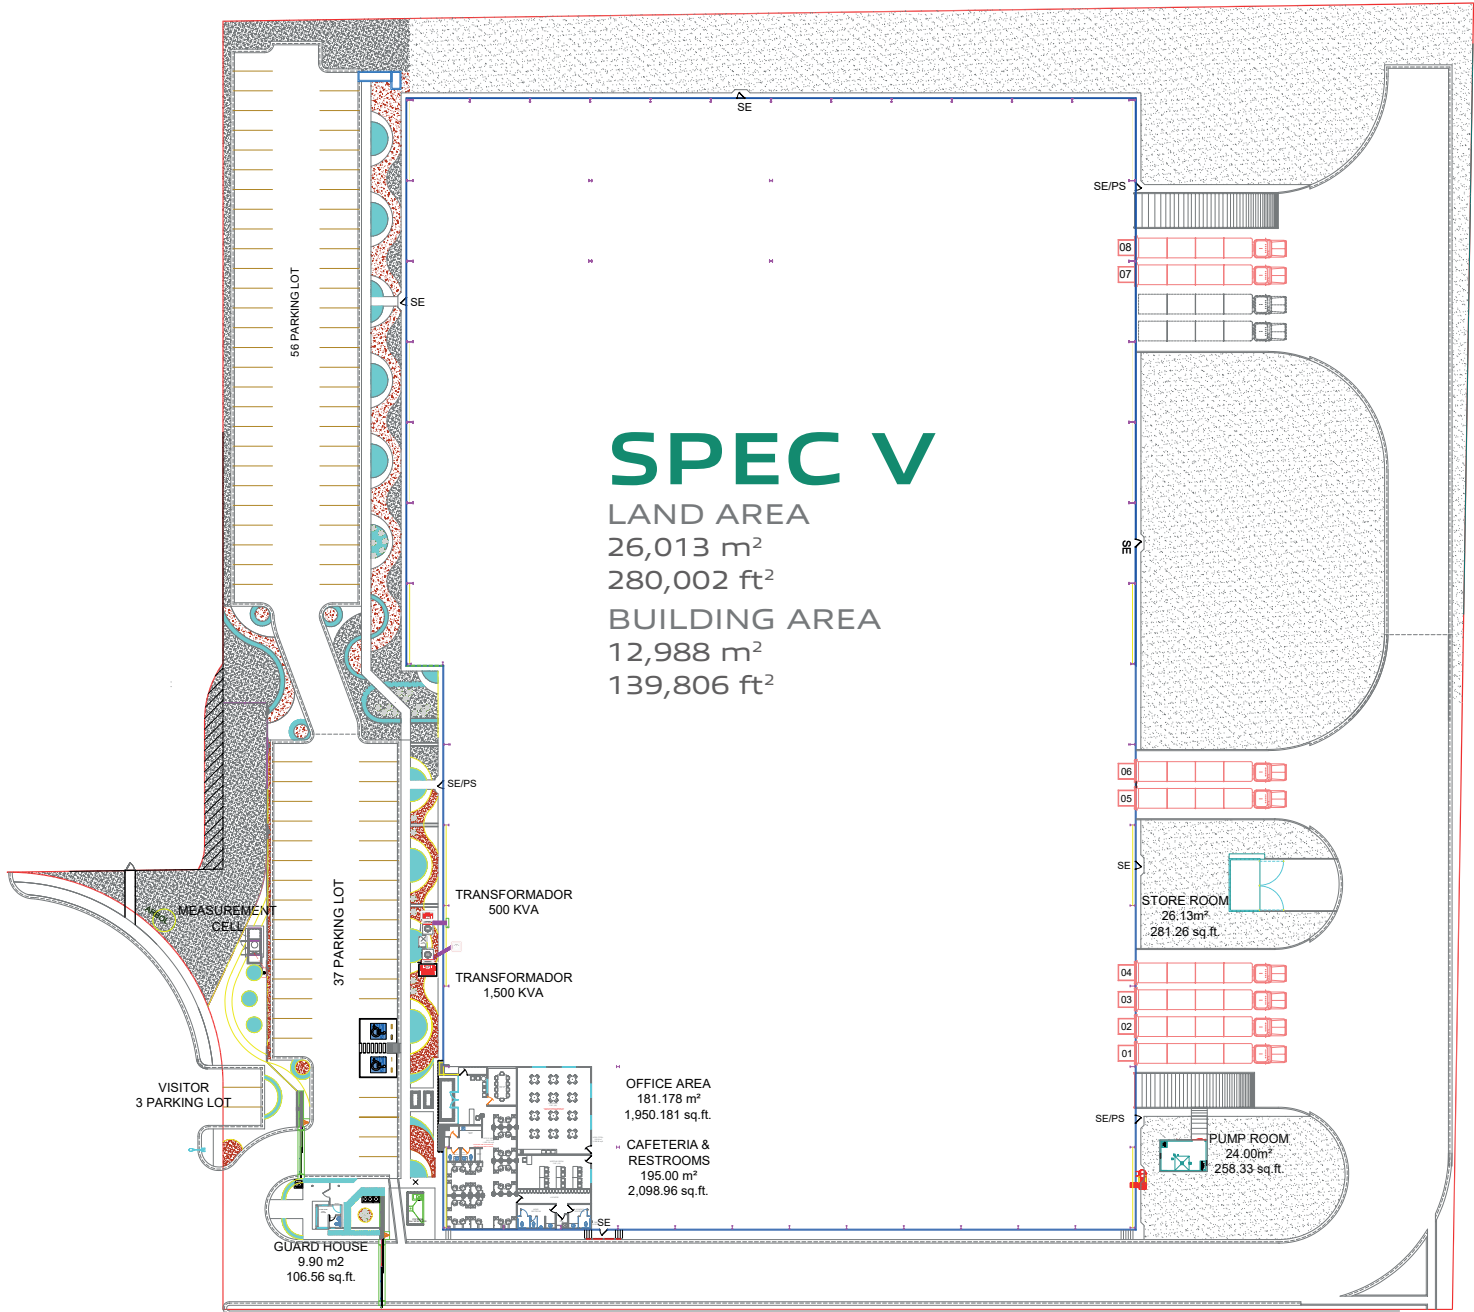 SE
SE/PS
08
07
SE
56 PARKING LOT
SPEC V
LAND AREA
26,013 m²
280,002 ft²
BUILDING AREA
12,988 m²
139,806 ft²
SE
SE/PS
06
05
SE
TRANSFORMADOR
500 KVA
TRANSFORMADOR
1,500 KVA
MEASUREMENT
CELL
37 PARKING LOT
STORE ROOM
26.13m²
281.26 sq.ft.
04
03
02
01
VISITOR
3 PARKING LOT
OFFICE AREA
181.178 m²
1,950.181 sq.ft.
CAFETERIA &
RESTROOMS
195.00 m²
2,098.96 sq.ft.
SE/PS
PUMP ROOM
24.00m²
258.33 sq.ft.
SE
GUARD HOUSE
9.90 m2
106.56 sq.ft.